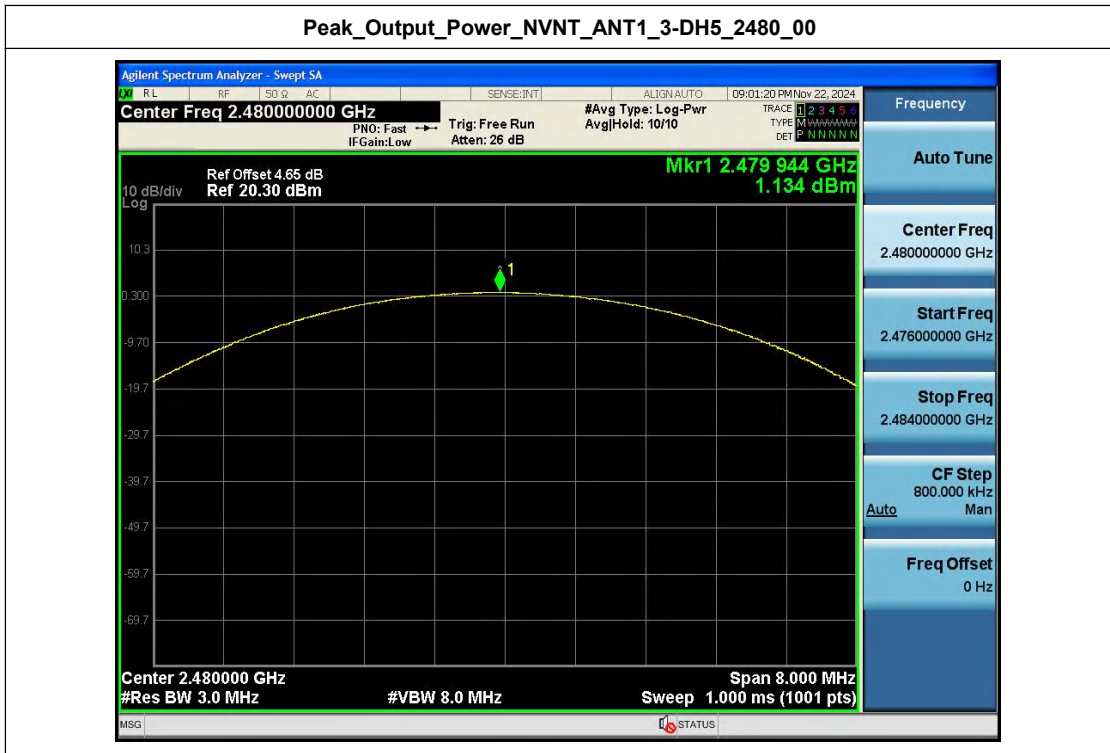 Peak_Output_Power_NVNT_ANT1_3-DH5_2480_00
Agilent Spectrum Analyzer - Swept SA
LXI RL RF 50 Ω AC SENSE:INT ALIGN AUTO 09:01:20 PM Nov 22, 2024
Center Freq 2.480000000 GHz
PNO: Fast
IFGain:Low
Trig: Free Run
Atten: 26 dB
#Avg Type: Log-Pwr
Avg|Hold: 10/10
TRACE 1 2 3 4 5 6
TYPE M
DET P N N N N N
Frequency
Mkr1 2.479 944 GHz
1.134 dBm
Ref Offset 4.65 dB
10 dB/div Ref 20.30 dBm
Log
10.3
0.300
-9.70
-19.7
-29.7
-39.7
-49.7
-59.7
-69.7
1
Center 2.480000 GHz Span 8.000 MHz
#Res BW 3.0 MHz #VBW 8.0 MHz Sweep 1.000 ms (1001 pts)
MSG STATUS
Auto Tune
Center Freq
2.480000000 GHz
Start Freq
2.476000000 GHz
Stop Freq
2.484000000 GHz
CF Step
800.000 kHz
Auto Man
Freq Offset
0 Hz